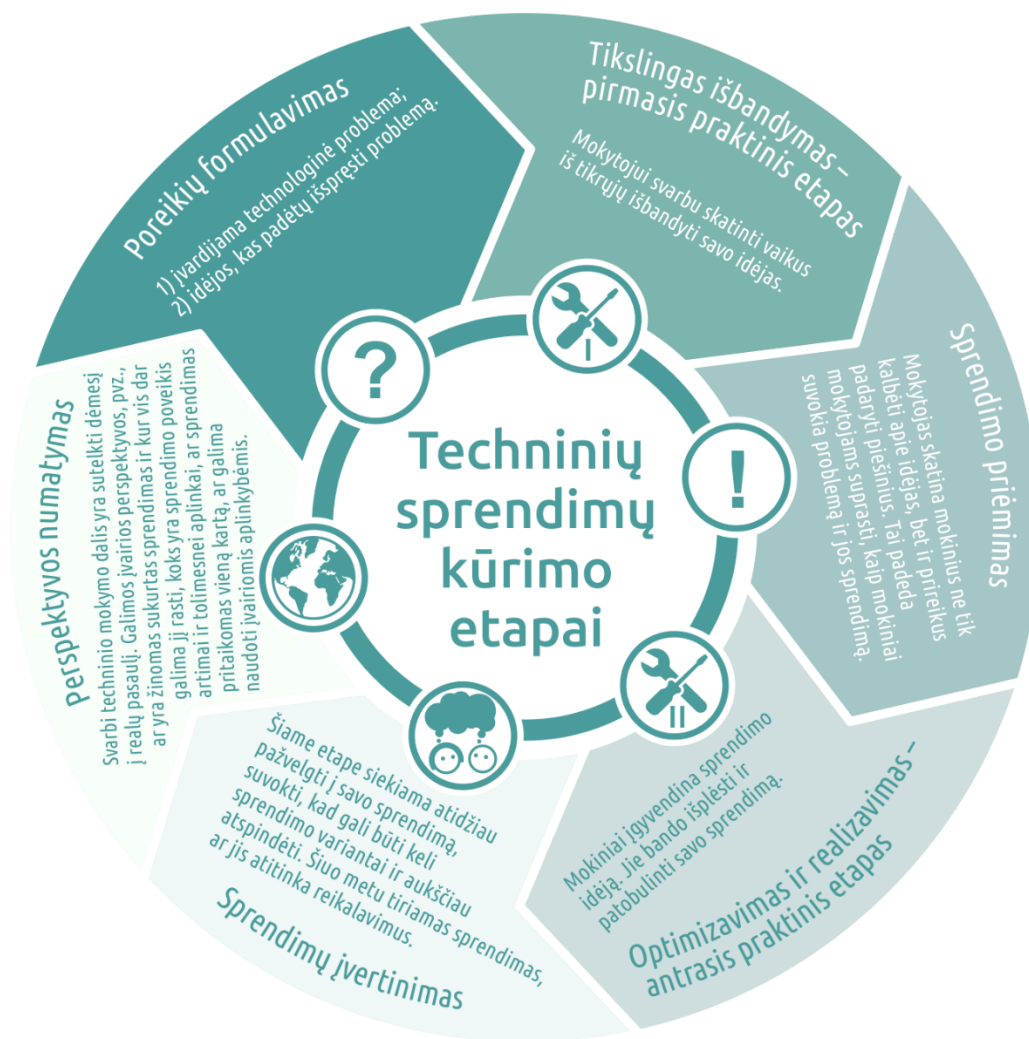 Techninių
sprendimų
kūrimo
etapai
?
Poreikių formulavimas
1) įvardijama technologinė problema;
2) idėjos, kas padėtų išspręsti problemą.
I
Tikslingas išbandymas –
pirmasis praktinis etapas
Mokytojui svarbu skatinti vaikus
iš tikrųjų išbandyti savo idėjas.
!
Sprendimo priėmimas
Mokytojas skatina mokinius ne tik
kalbėti apie idėjas, bet ir prireikus
padaryti piešinius. Tai padeda
mokytojams suprasti, kaip mokiniai
suvokia problemą ir jos sprendimą.
II
Mokiniai įgyvendina sprendimo
idėją. Jie bando išplėsti ir
patobulinti savo sprendimą.
Optimizavimas ir realizavimas –
antrasis praktinis etapas
Šiame etape siekiama atidžiau
pažvelgti į savo sprendimą,
suvokti, kad gali būti keli
sprendimo variantai ir aukščiau
atspindėti. Šiuo metu tiriamas sprendimas,
ar jis atitinka reikalavimus.
Sprendimų įvertinimas
Perspektyvos numatymas
Svarbi techninio mokymo dalis yra sutelkti dėmesį
į realų pasaulį. Galimos įvairios perspektyvos, pvz.,
ar yra žinomas sukurtas sprendimas ir kur vis dar
galima jį rasti, koks yra sprendimo poveikis
artimai ir tolimesnei aplinkai, ar sprendimas
pritaikomas vieną kartą, ar galima
naudoti įvairiomis aplinkybėmis.